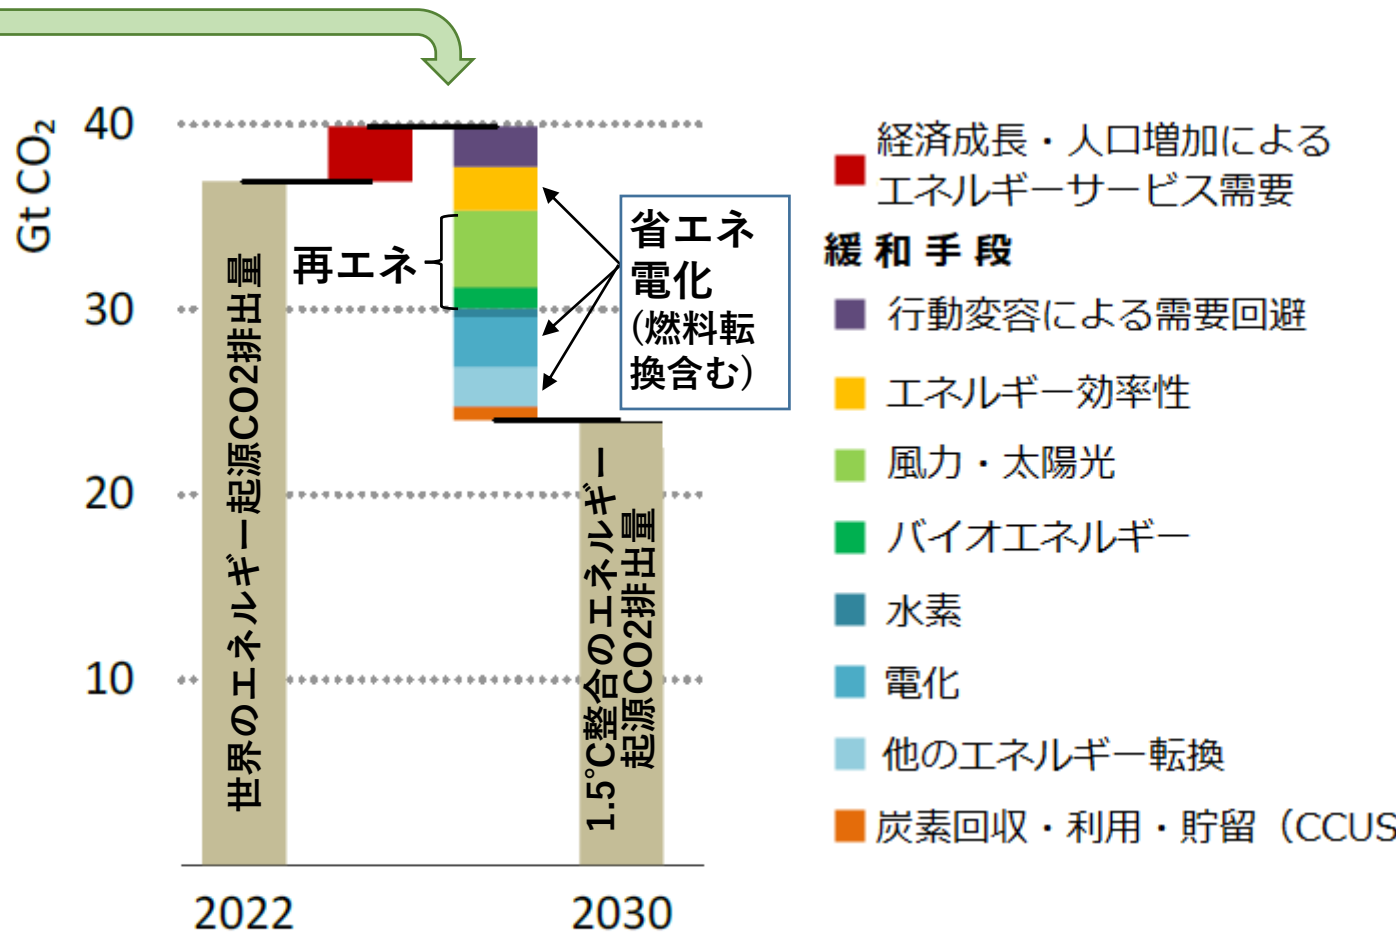 Gt CO₂
40
30
20
10
世界のエネルギー起源CO2排出量
再エネ
省エネ
電化
(燃料転
換含む)
1.5℃整合のエネルギー
起源CO2排出量
2022
2030
経済成長・人口増加による
エネルギーサービス需要
緩和手段
行動変容による需要回避
エネルギー効率性
風力・太陽光
バイオエネルギー
水素
電化
他のエネルギー転換
炭素回収・利用・貯留（CCUS